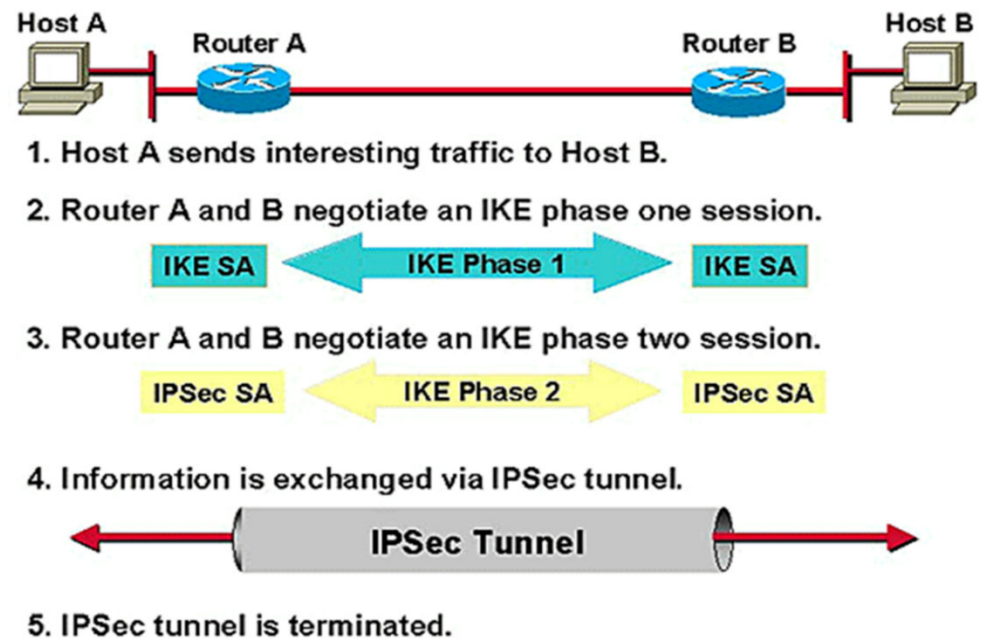 Host A
Router A
Router B
Host B
1. Host A sends interesting traffic to Host B.
2. Router A and B negotiate an IKE phase one session.
IKE SA
IKE Phase 1
IKE SA
3. Router A and B negotiate an IKE phase two session.
IPSec SA
IKE Phase 2
IPSec SA
4. Information is exchanged via IPSec tunnel.
IPSec Tunnel
5. IPSec tunnel is terminated.